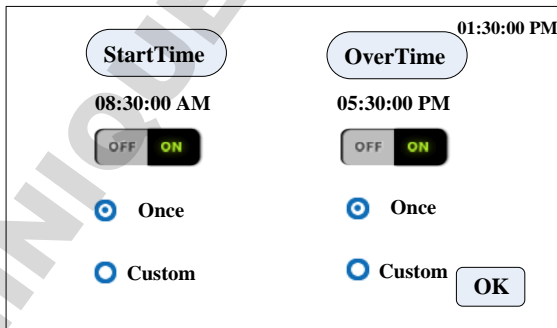 01:30:00 PM
StartTime OverTime
08:30:00 AM 05:30:00 PM
OFF ON OFF ON
Once Once
Custom Custom
OK
NIQUE